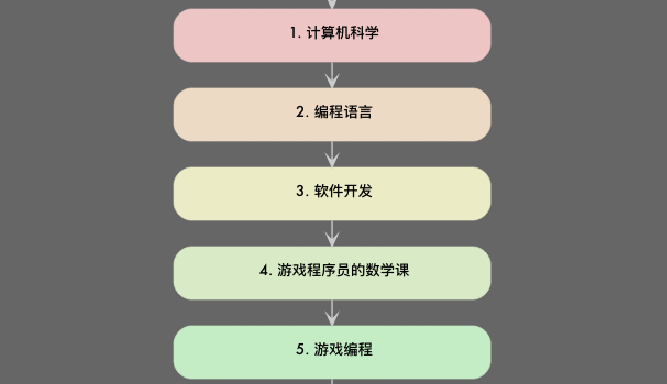 1. 计算机科学
2. 编程语言
3. 软件开发
4. 游戏程序员的数学课
5. 游戏编程